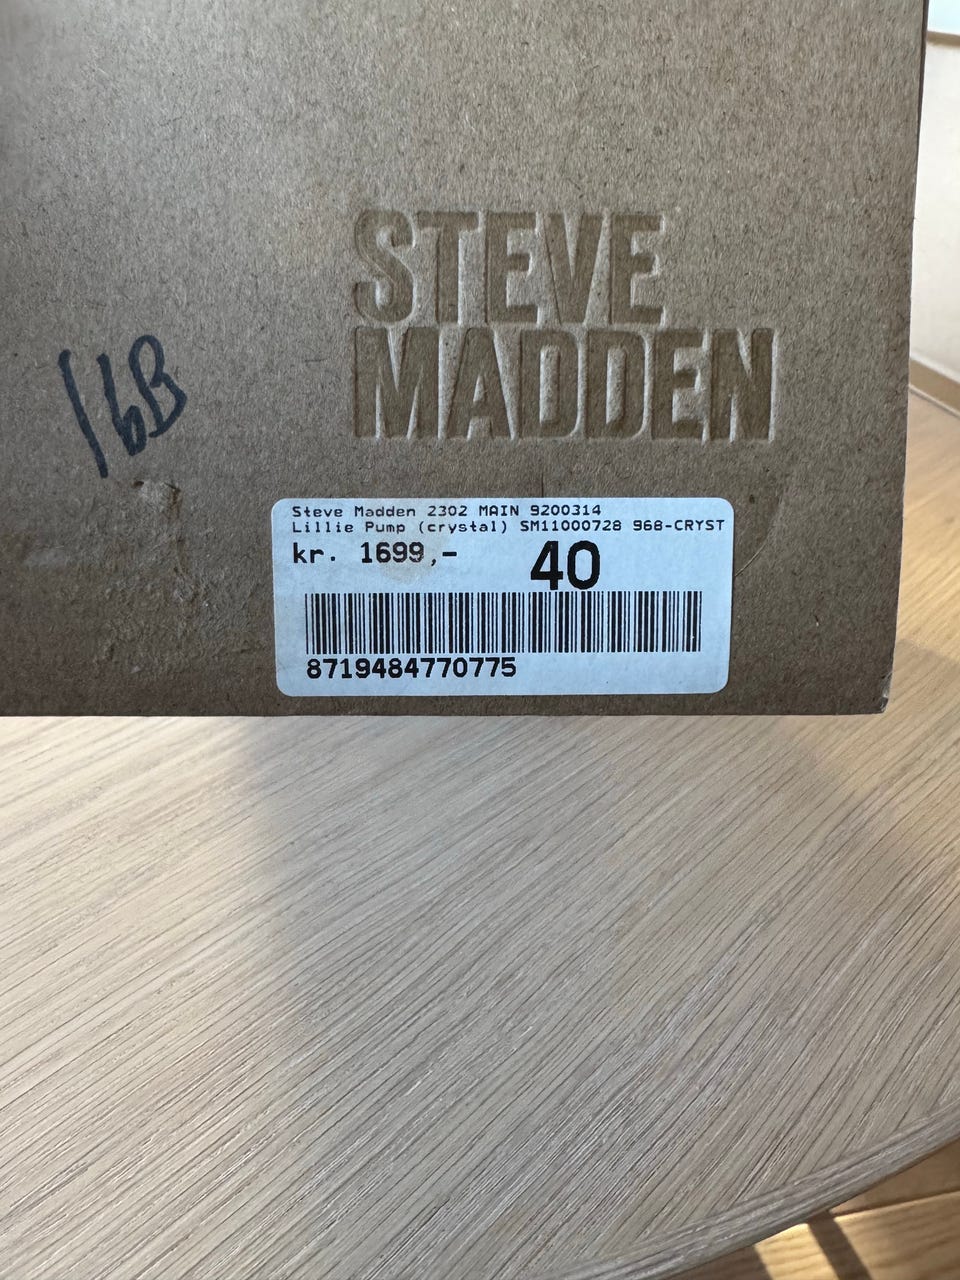 STEVE
MADDEN
16B
Steve Madden 2302 MAIN 9200314
Lillie Pump (crystal) SM11000728 968-CRYST
kr. 1699,- 40
8719484770775